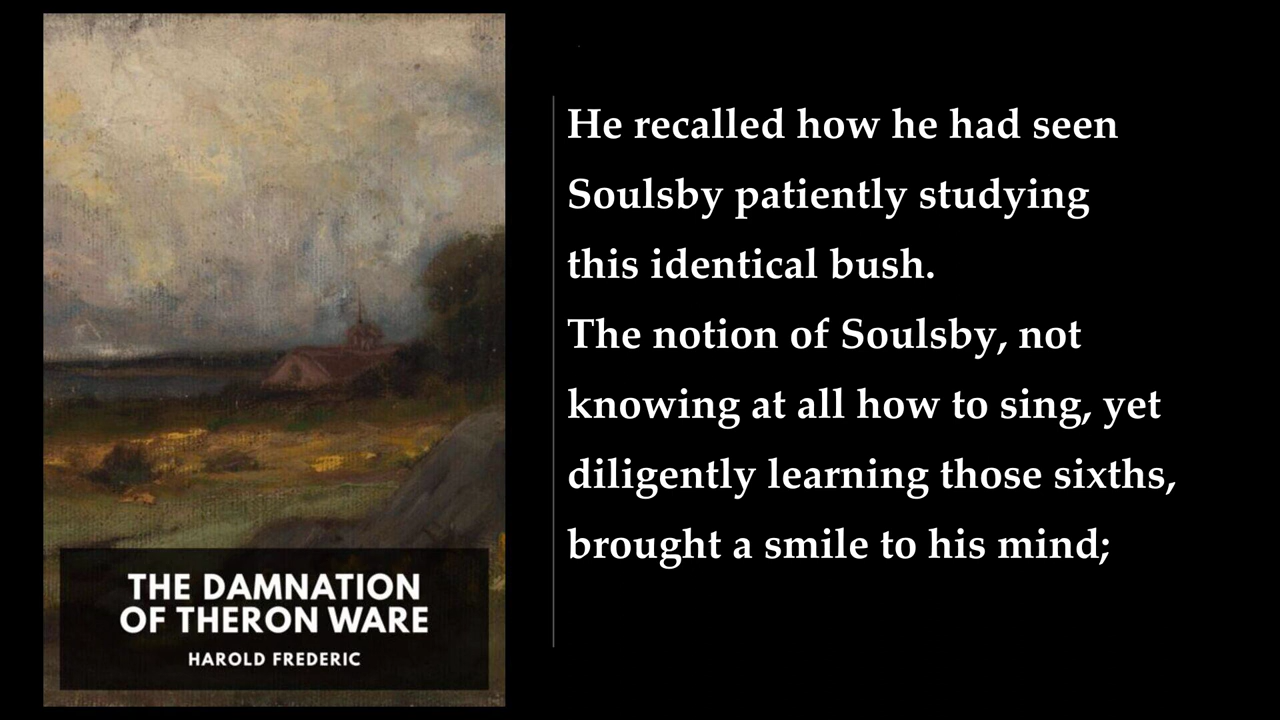 THE DAMNATION
OF THERON WARE
HAROLD FREDERIC
He recalled how he had seen
Soulsby patiently studying
this identical bush.
The notion of Soulsby, not
knowing at all how to sing, yet
diligently learning those sixths,
brought a smile to his mind;